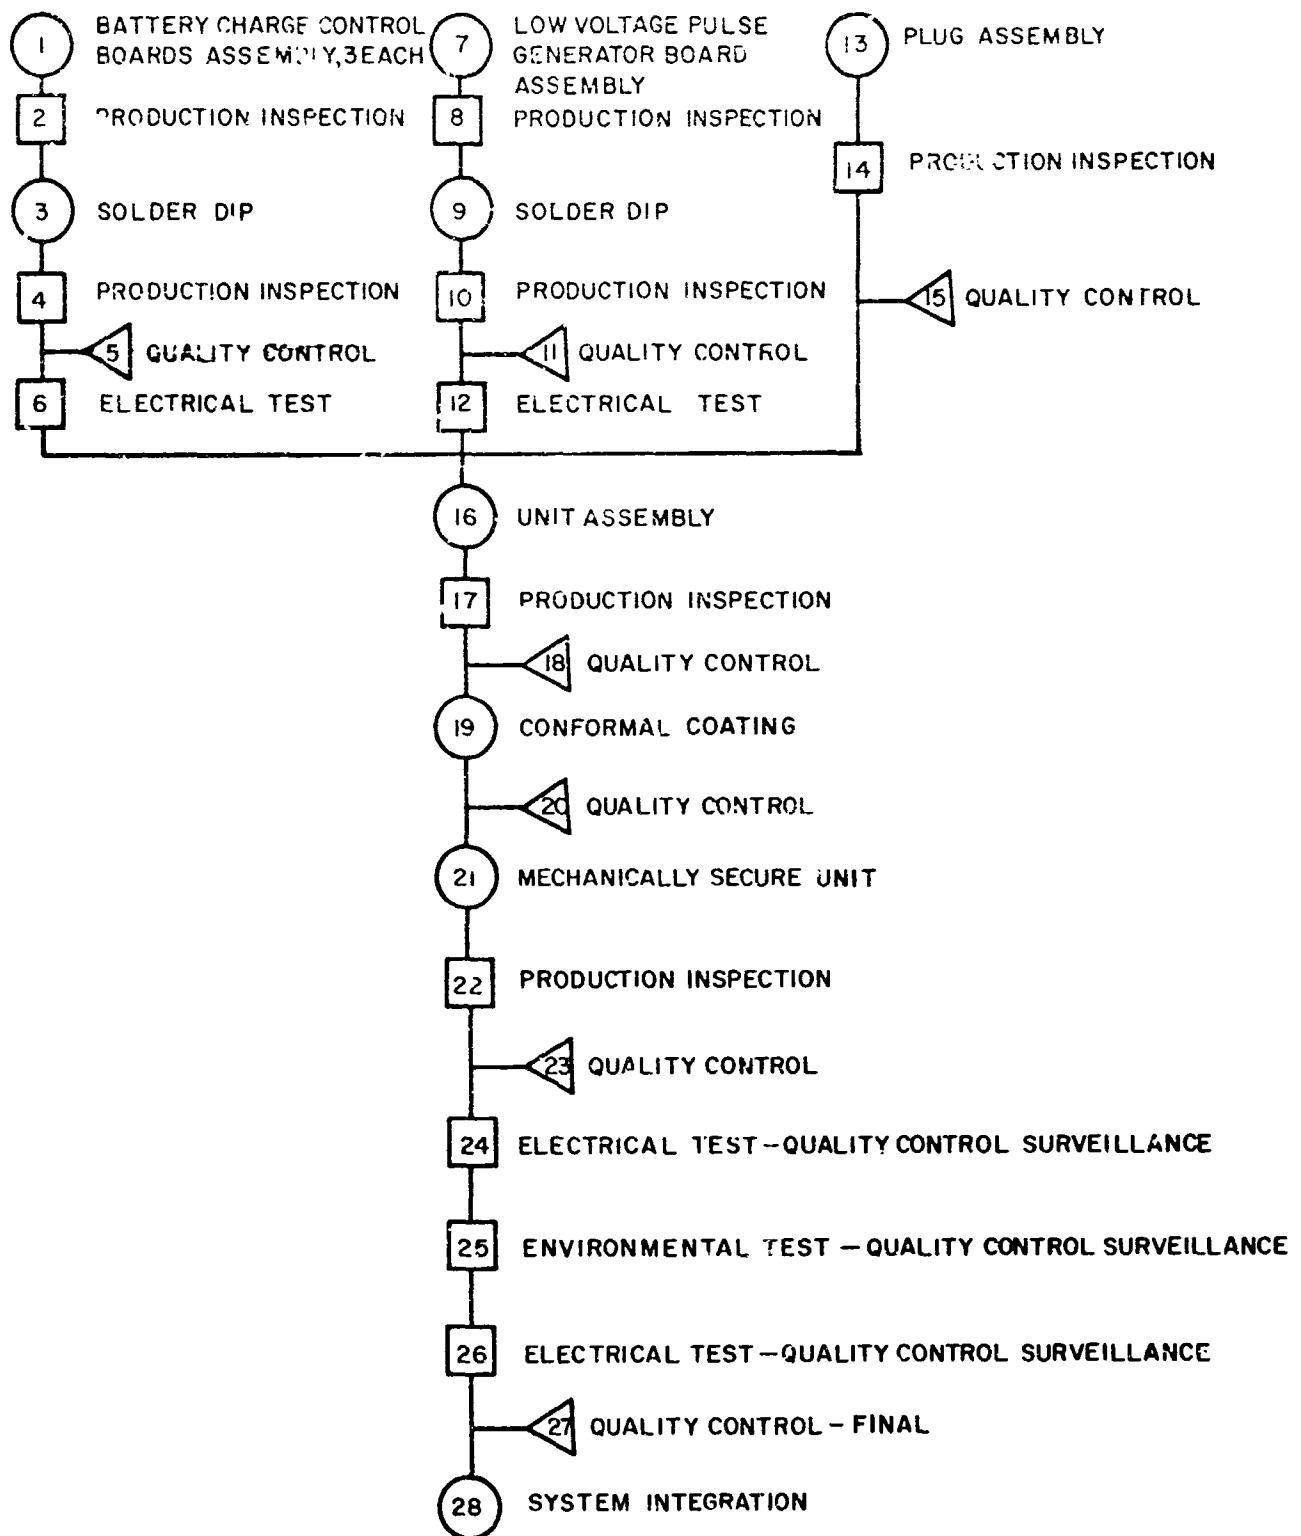 1 BATTERY CHARGE CONTROL
BOARDS ASSEMBLY, 3 EACH
2 PRODUCTION INSPECTION
3 SOLDER DIP
4 PRODUCTION INSPECTION
5 QUALITY CONTROL
6 ELECTRICAL TEST
7 LOW VOLTAGE PULSE
GENERATOR BOARD
ASSEMBLY
8 PRODUCTION INSPECTION
9 SOLDER DIP
10 PRODUCTION INSPECTION
11 QUALITY CONTROL
12 ELECTRICAL TEST
13 PLUG ASSEMBLY
14 PRODUCTION INSPECTION
15 QUALITY CONTROL
16 UNIT ASSEMBLY
17 PRODUCTION INSPECTION
18 QUALITY CONTROL
19 CONFORMAL COATING
20 QUALITY CONTROL
21 MECHANICALLY SECURE UNIT
22 PRODUCTION INSPECTION
23 QUALITY CONTROL
24 ELECTRICAL TEST – QUALITY CONTROL SURVEILLANCE
25 ENVIRONMENTAL TEST – QUALITY CONTROL SURVEILLANCE
26 ELECTRICAL TEST – QUALITY CONTROL SURVEILLANCE
27 QUALITY CONTROL – FINAL
28 SYSTEM INTEGRATION